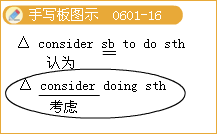 手写板图示 0601-16
△ consider sb to do sth
认为
△ consider doing sth
考虑